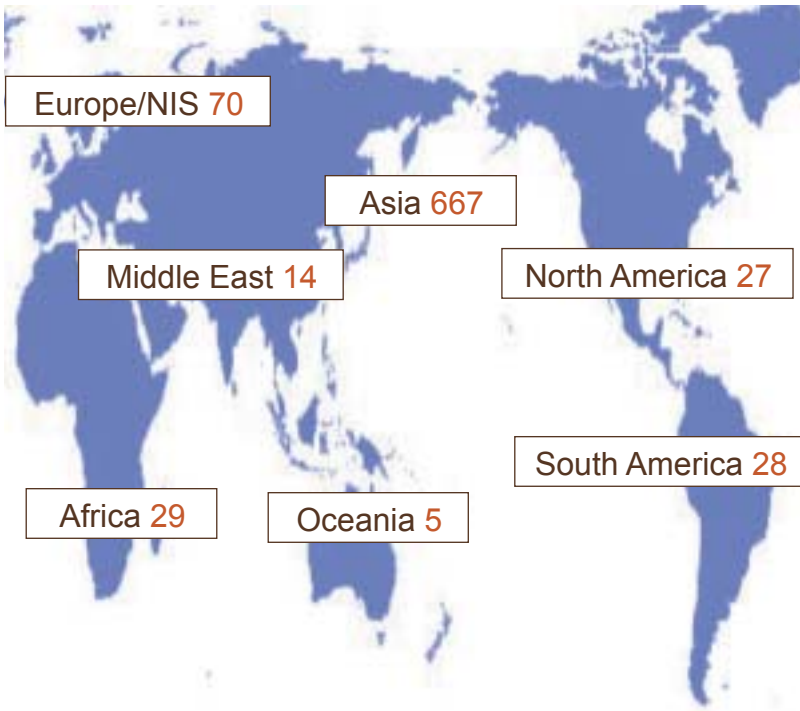 Europe/NIS 70
Asia 667
Middle East 14
North America 27
South America 28
Africa 29
Oceania 5